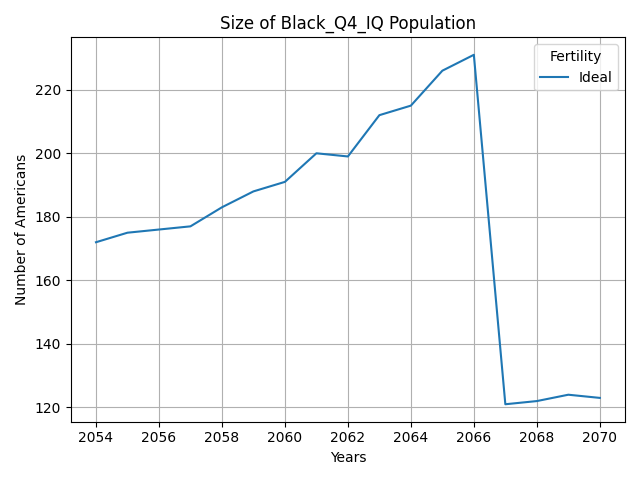 Size of Black_Q4_IQ Population
Fertility
Ideal
Number of Americans
220
200
180
160
140
120
2054 2056 2058 2060 2062 2064 2066 2068 2070
Years